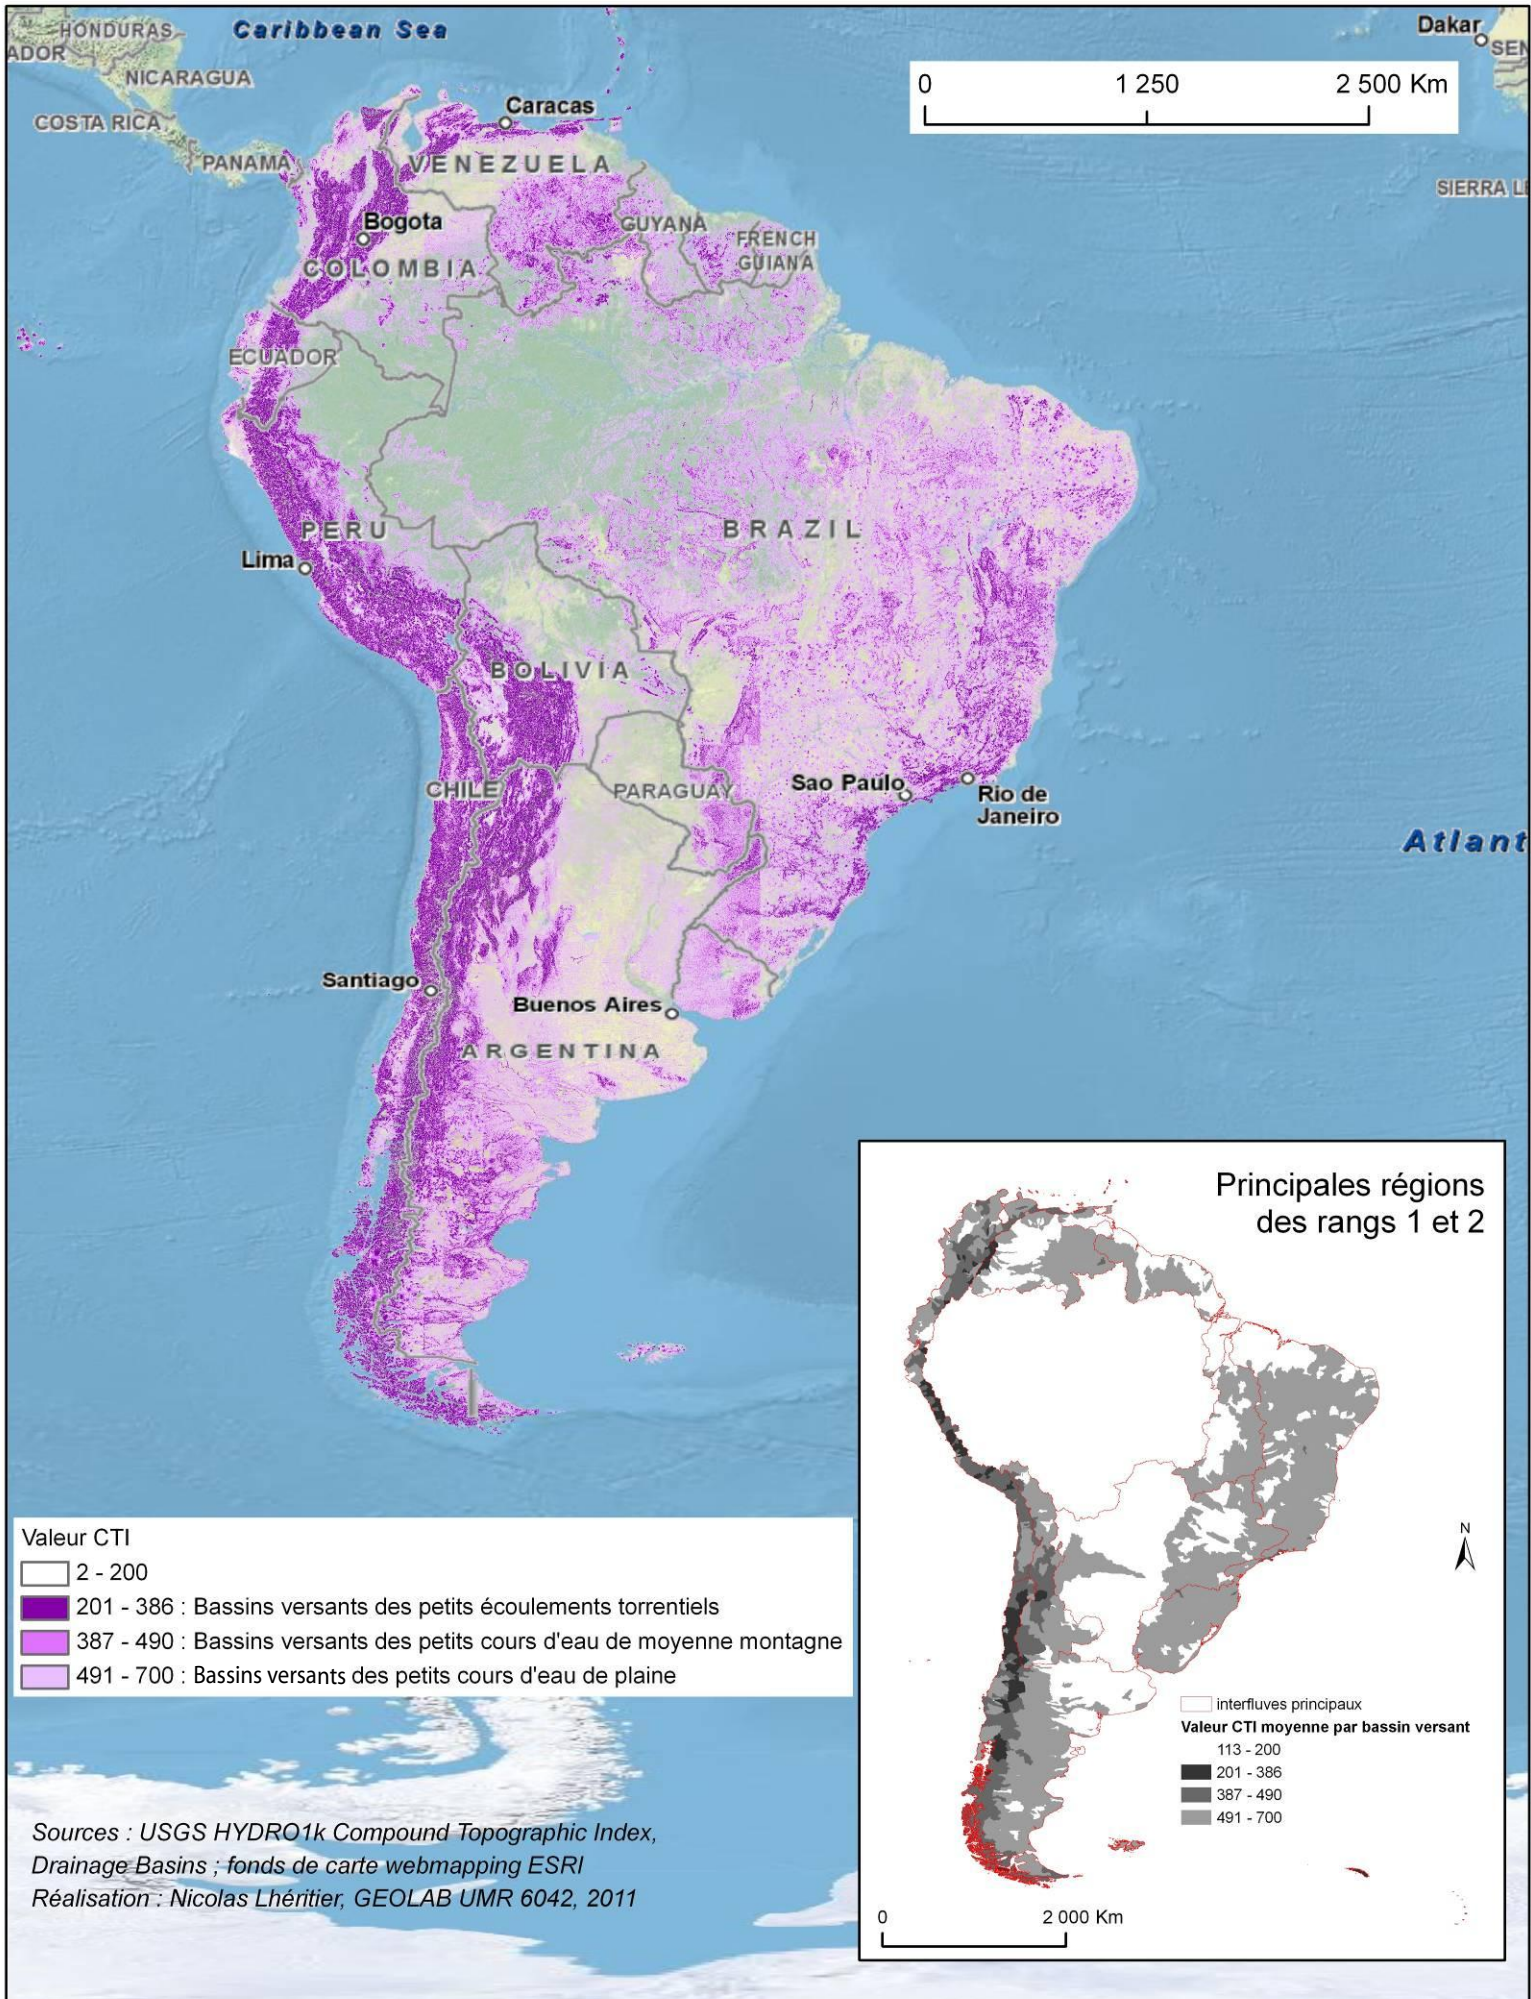 HONDURAS
Caribbean Sea
Dakar
SEN
ADOR
NICARAGUA
0 1 250 2 500 Km
COSTA RICA
Caracas
PANAMA
VENEZUELA
SIERRA LE
Bogota
GUYANA
FRENCH
GUIANA
COLOMBIA
ECUADOR
PERU
BRAZIL
Lima
BOLIVIA
CHILE
PARAGUAY
Sao Paulo
Rio de
Janeiro
Atlant
Santiago
Buenos Aires
ARGENTINA
Principales régions
des rangs 1 et 2
N
interfluves principaux
Valeur CTI moyenne par bassin versant
113 - 200
201 - 386
387 - 490
491 - 700
0 2 000 Km
Valeur CTI
2 - 200
201 - 386 : Bassins versants des petits écoulements torrentiels
387 - 490 : Bassins versants des petits cours d'eau de moyenne montagne
491 - 700 : Bassins versants des petits cours d'eau de plaine
Sources : USGS HYDRO1k Compound Topographic Index,
Drainage Basins ; fonds de carte webmapping ESRI
Réalisation : Nicolas Lhéritier, GEOLAB UMR 6042, 2011